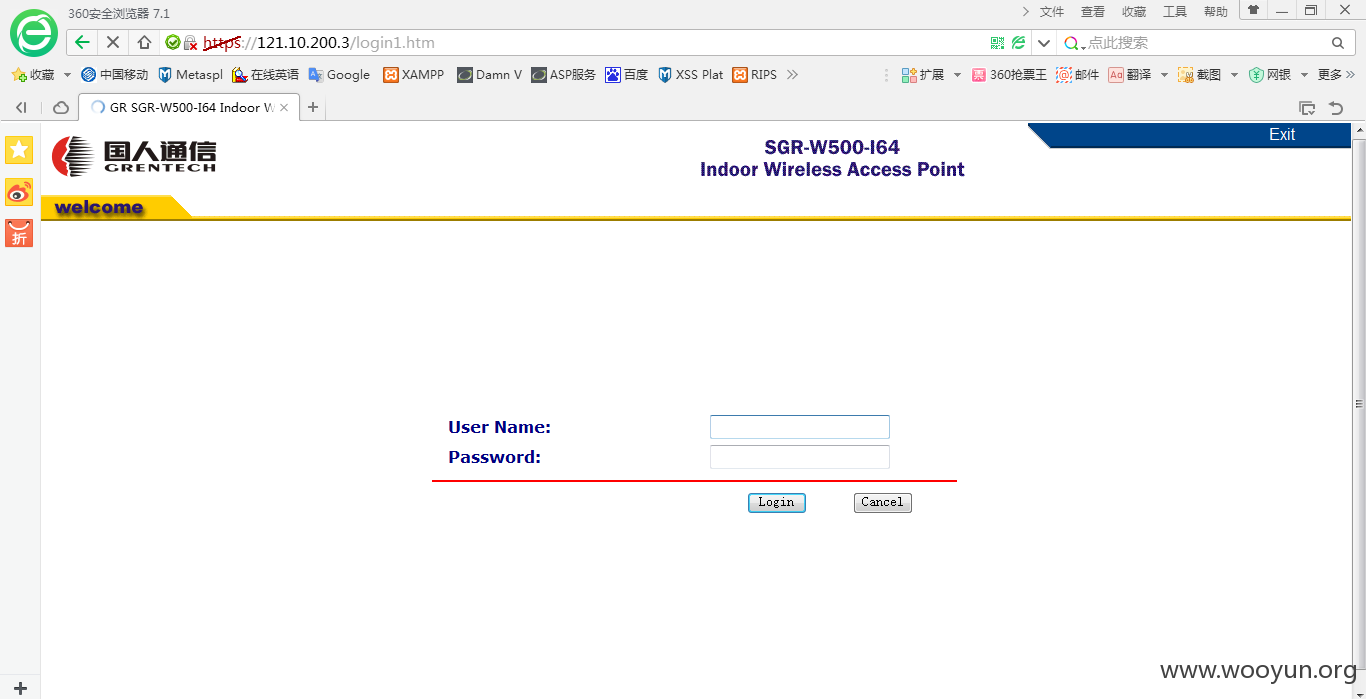 360安全浏览器 7.1
文件 查看 收藏 工具 帮助
https://121.10.200.3/login1.htm
点此搜索
收藏 中国移动 Metaspl 在线英语 Google XAMPP Damn V ASP服务 百度 XSS Plat RIPS
扩展 360抢票王 邮件 翻译 截图 网银 更多
GR SGR-W500-I64 Indoor W
国人通信
GRENTECH
SGR-W500-I64
Indoor Wireless Access Point
Exit
welcome
折
User Name:
Password:
Login Cancel
www.wooyun.org